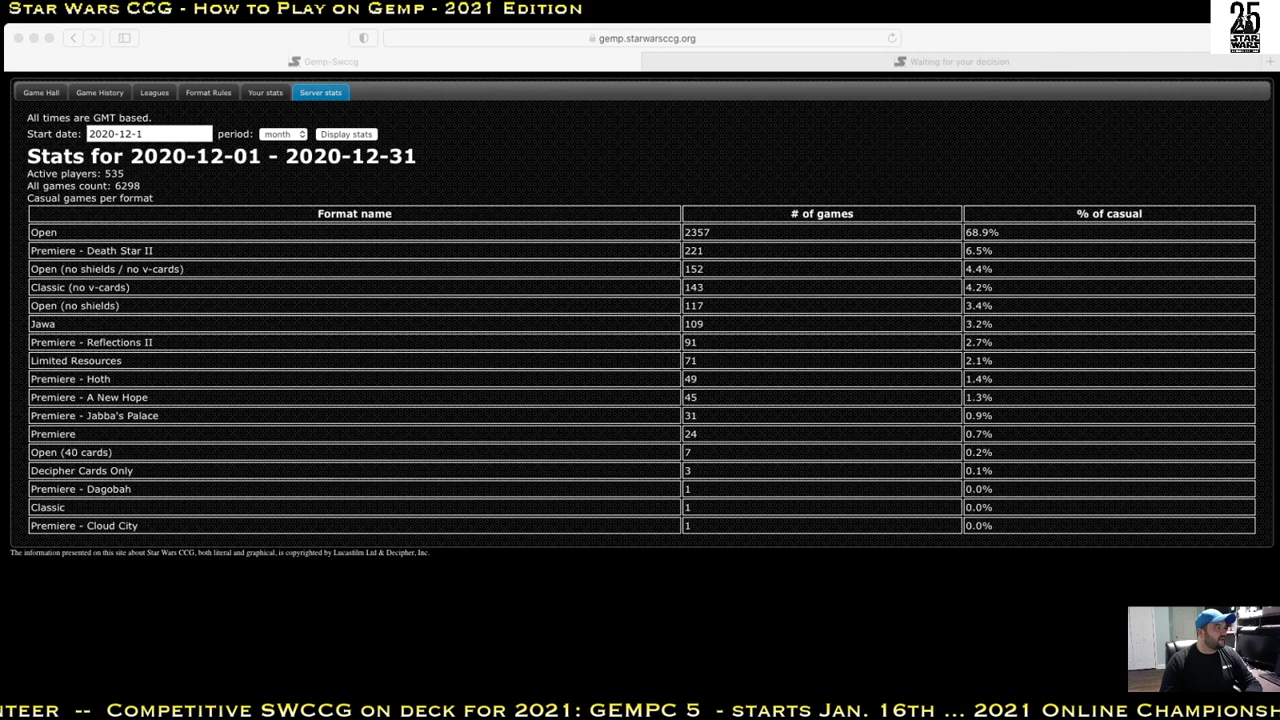 Star Wars CCG - How to Play on Gemp - 2021 Edition
25
STAR
WARS
gemp.starwarsccg.org
Gemp-Swccg
Waiting for your decision
Game Hall
Game History
Leagues
Format Rules
Your stats
Server stats
All times are GMT based.
Start date: 2020-12-1 period: month Display stats
Stats for 2020-12-01 - 2020-12-31
Active players: 535
All games count: 6298
Casual games per format
Format name # of games % of casual
Open 2357 68.9%
Premiere - Death Star II 221 6.5%
Open (no shields / no v-cards) 152 4.4%
Classic (no v-cards) 143 4.2%
Open (no shields) 117 3.4%
Jawa 109 3.2%
Premiere - Reflections II 91 2.7%
Limited Resources 71 2.1%
Premiere - Hoth 49 1.4%
Premiere - A New Hope 45 1.3%
Premiere - Jabba's Palace 31 0.9%
Premiere 24 0.7%
Open (40 cards) 7 0.2%
Decipher Cards Only 3 0.1%
Premiere - Dagobah 1 0.0%
Classic 1 0.0%
Premiere - Cloud City 1 0.0%
The information presented on this site about Star Wars CCG, both literal and graphical, is copyrighted by Lucasfilm Ltd & Decipher, Inc.
NTEER -- Competitive SWCCG on deck for 2021: GEMPC 5 - starts Jan. 16th ... 2021 Online Champions